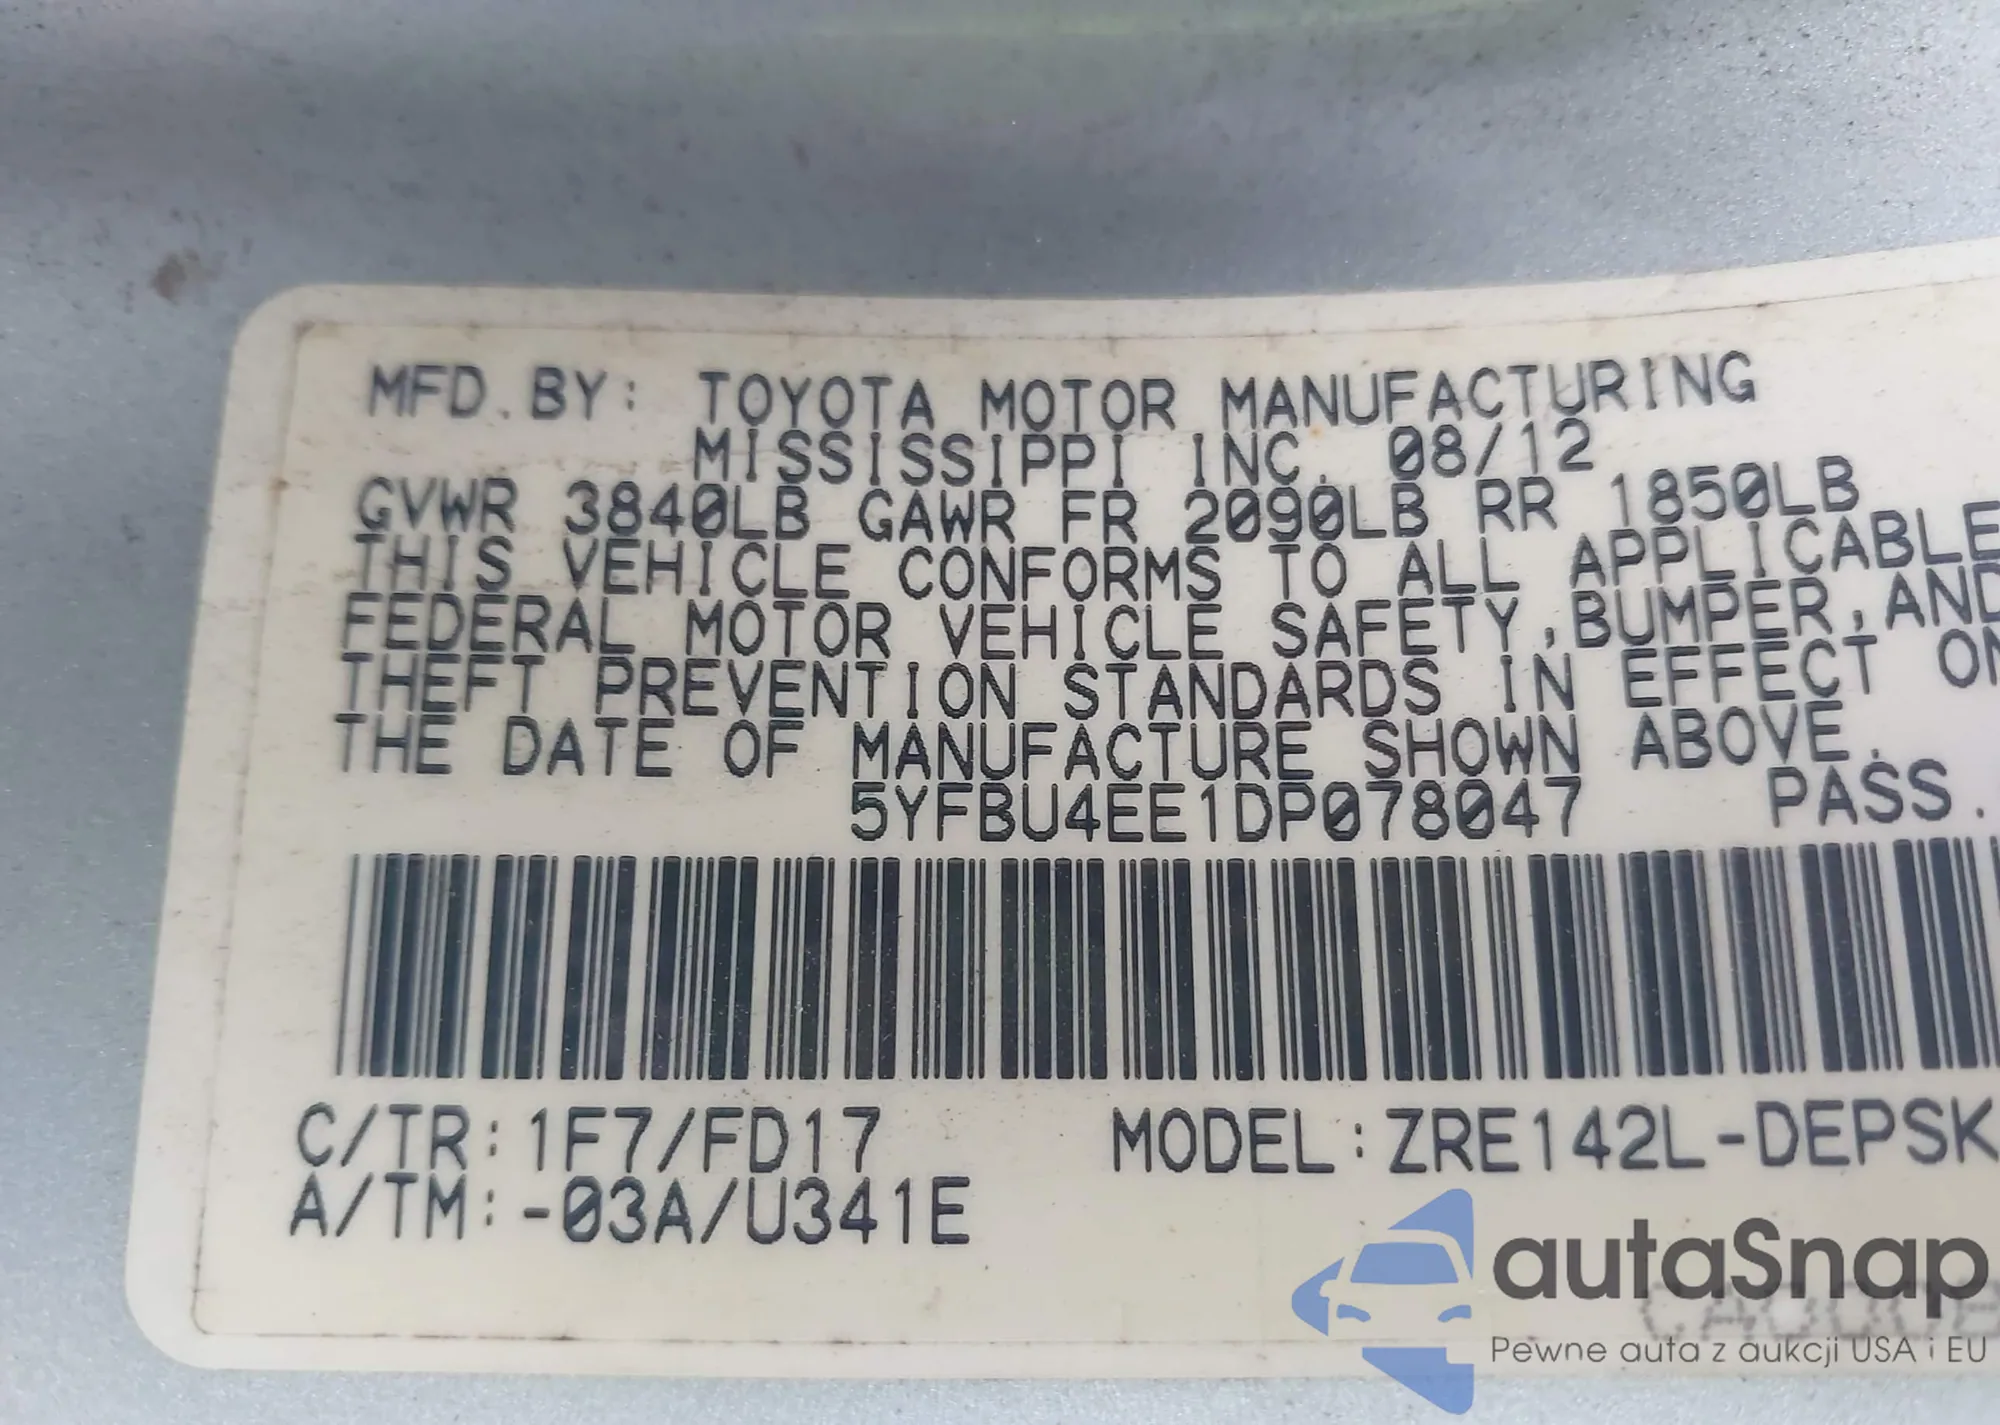 MFD.BY: TOYOTA MOTOR MANUFACTURING
MISSISSIPPI INC. 08/12
GVWR 3840LB GAWR FR 2090LB RR 1850LB
THIS VEHICLE CONFORMS TO ALL APPLICABLE
FEDERAL MOTOR VEHICLE SAFETY,BUMPER,AND
THEFT PREVENTION STANDARDS IN EFFECT ON
THE DATE OF MANUFACTURE SHOWN ABOVE.
5YFBU4EE1DP078047 PASS.
C/TR:1F7/FD17 MODEL:ZRE142L-DEPSK
A/TM:-03A/U341E
autaSnap
Pewne auta z aukcji USA i EU